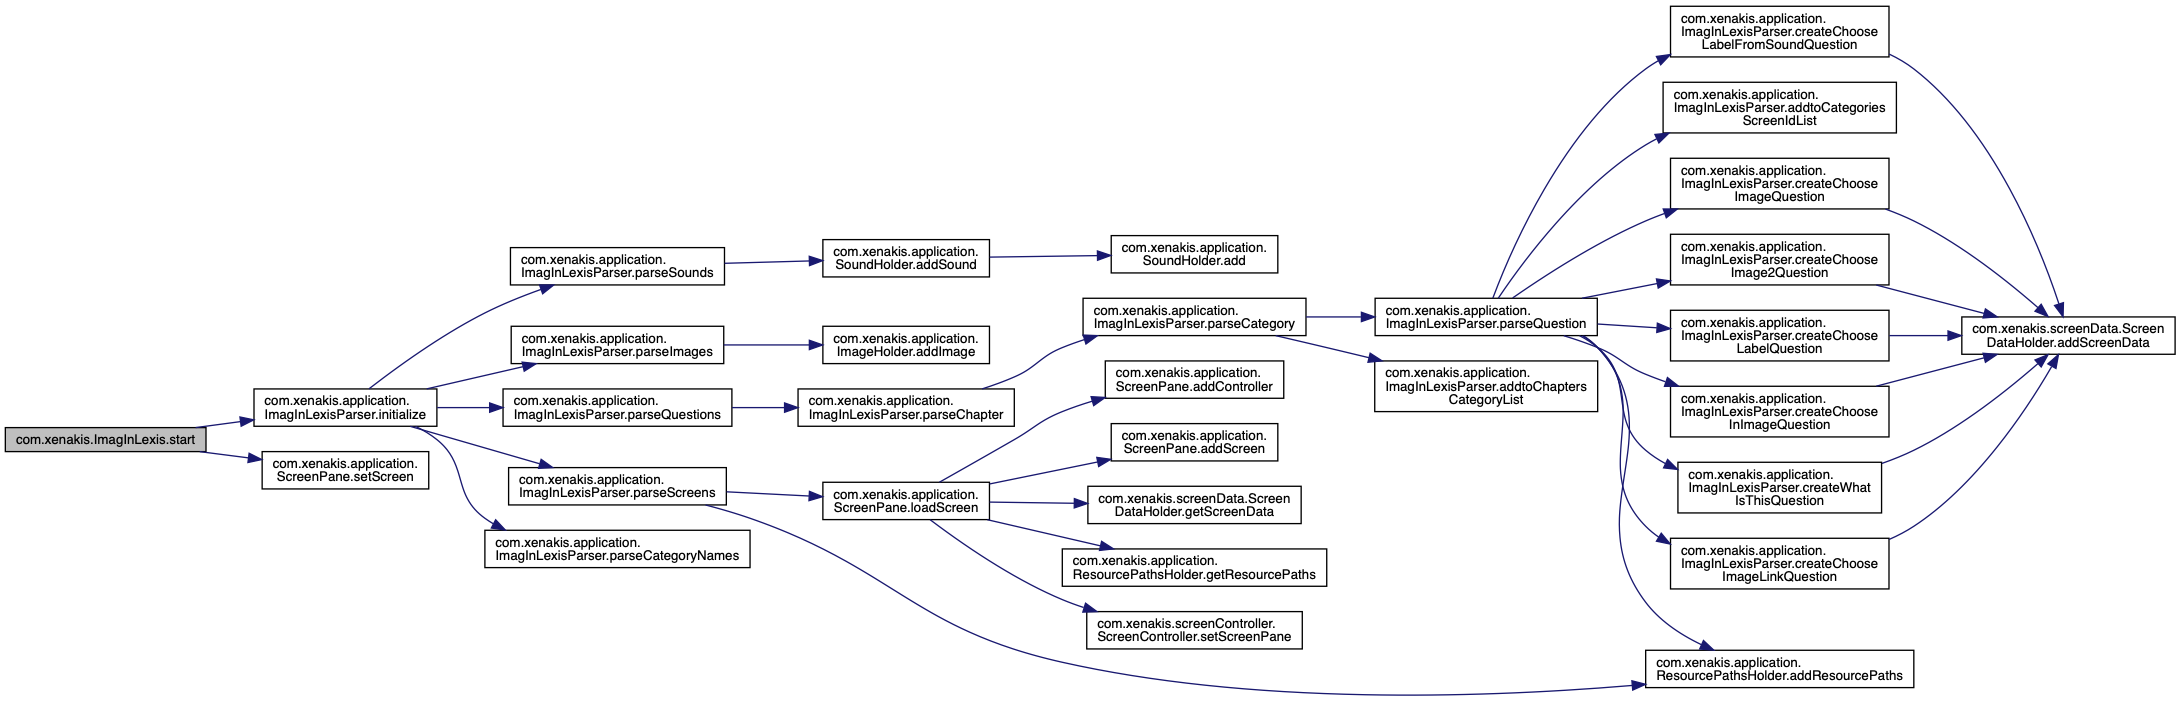 com.xenakis.ImagInLexis.start
com.xenakis.application.
ImagInLexisParser.initialize
com.xenakis.application.
ScreenPane.setScreen
com.xenakis.application.
ImagInLexisParser.parseSounds
com.xenakis.application.
ImagInLexisParser.parseImages
com.xenakis.application.
ImagInLexisParser.parseQuestions
com.xenakis.application.
ImagInLexisParser.parseScreens
com.xenakis.application.
ImagInLexisParser.parseCategoryNames
com.xenakis.application.
SoundHolder.addSound
com.xenakis.application.
ImageHolder.addImage
com.xenakis.application.
ImagInLexisParser.parseChapter
com.xenakis.application.
ScreenPane.loadScreen
com.xenakis.application.
SoundHolder.add
com.xenakis.application.
ImagInLexisParser.parseCategory
com.xenakis.application.
ScreenPane.addController
com.xenakis.application.
ScreenPane.addScreen
com.xenakis.screenData.Screen
DataHolder.getScreenData
com.xenakis.application.
ResourcePathsHolder.getResourcePaths
com.xenakis.screenController.
ScreenController.setScreenPane
com.xenakis.application.
ImagInLexisParser.parseQuestion
com.xenakis.application.
ImagInLexisParser.addtoChapters
CategoryList
com.xenakis.application.
ImagInLexisParser.createChoose
LabelFromSoundQuestion
com.xenakis.application.
ImagInLexisParser.addtoCategories
ScreenIdList
com.xenakis.application.
ImagInLexisParser.createChoose
ImageQuestion
com.xenakis.application.
ImagInLexisParser.createChoose
Image2Question
com.xenakis.application.
ImagInLexisParser.createChoose
LabelQuestion
com.xenakis.application.
ImagInLexisParser.createChoose
InImageQuestion
com.xenakis.application.
ImagInLexisParser.createWhat
IsThisQuestion
com.xenakis.application.
ImagInLexisParser.createChoose
ImageLinkQuestion
com.xenakis.application.
ResourcePathsHolder.addResourcePaths
com.xenakis.screenData.Screen
DataHolder.addScreenData